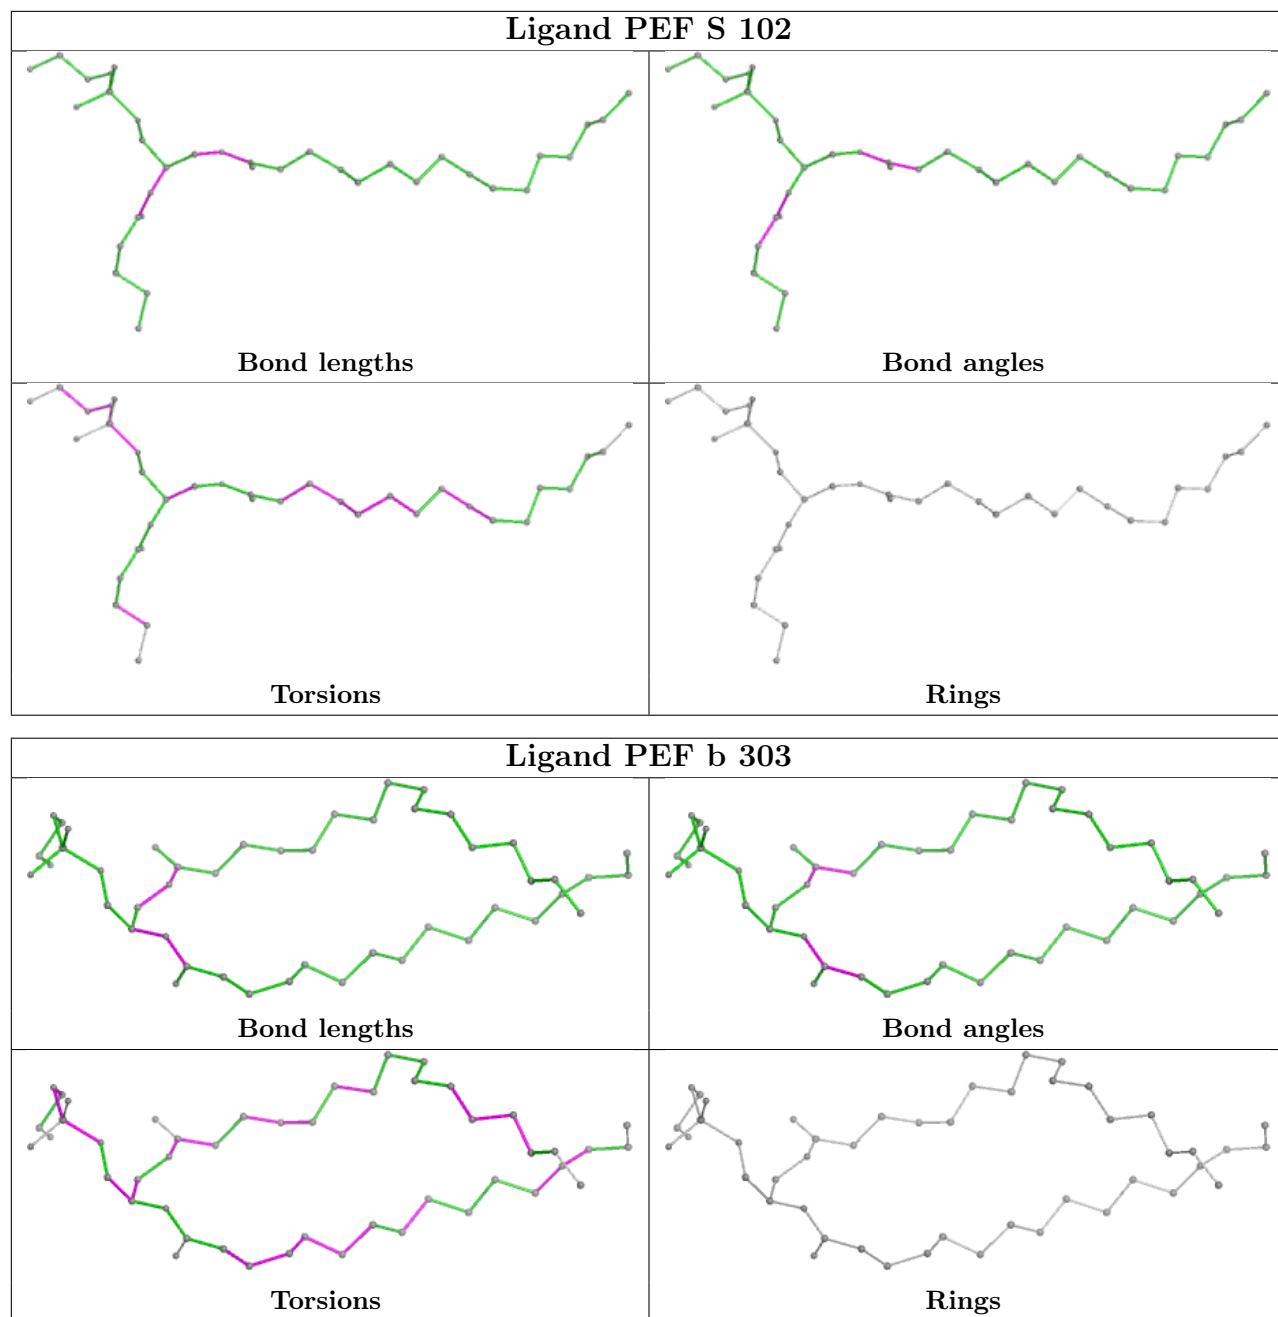 Ligand PEF S 102
Bond lengths
Bond angles
Torsions
Rings
Ligand PEF b 303
Bond lengths
Bond angles
Torsions
Rings